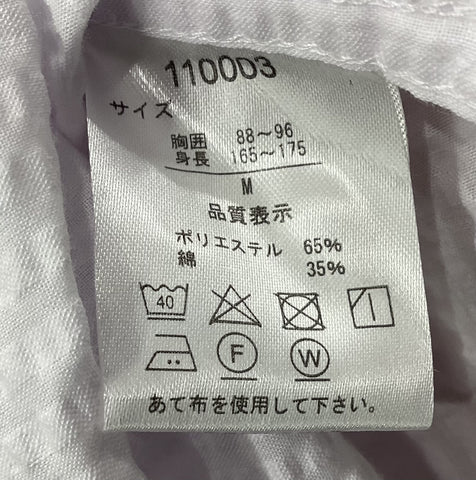 110003
サイズ
胸囲 88〜96
身長 165〜175
M
品質表示
ポリエステル 65%
綿 35%
40
F W
あて布を使用して下さい。